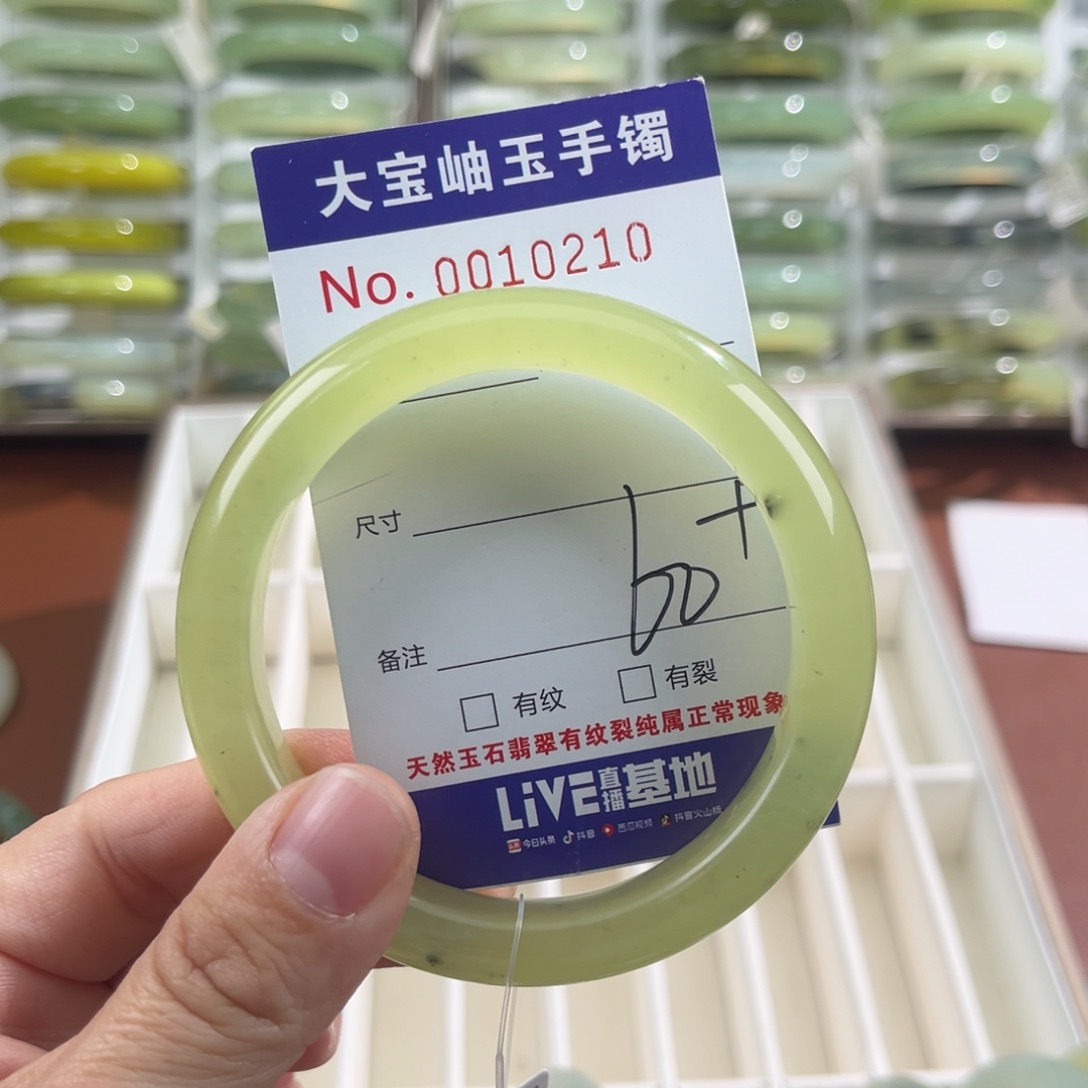 大宝岫玉手镯
No. 0010210
尺寸
60+
备注
□ 有纹 □ 有裂
天然玉石翡翠有纹裂纯属正常现象
LiVE直播基地
今日头条 抖音 西瓜视频 抖音火山版